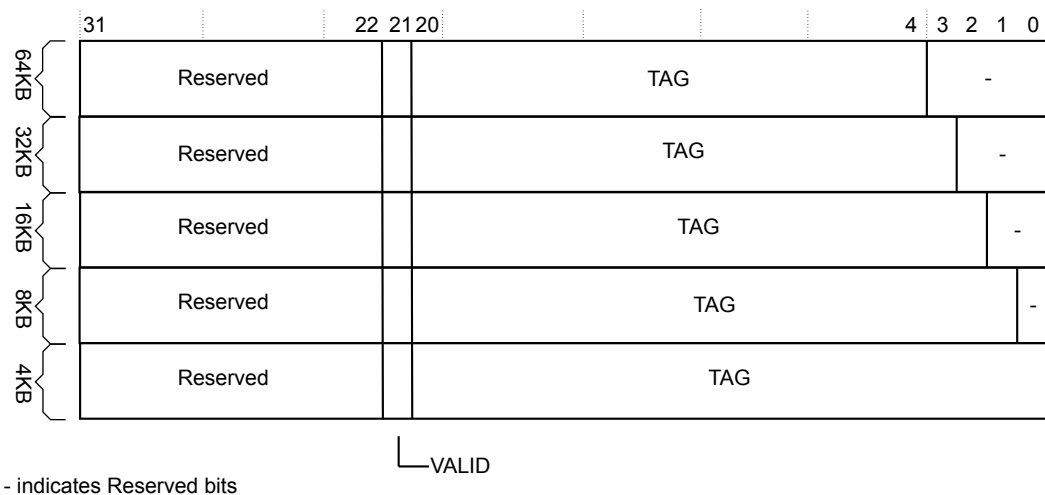 31 22 21 20 4 3 2 1 0
64KB Reserved TAG -
32KB Reserved TAG -
16KB Reserved TAG -
8KB Reserved TAG -
4KB Reserved TAG
VALID
- indicates Reserved bits